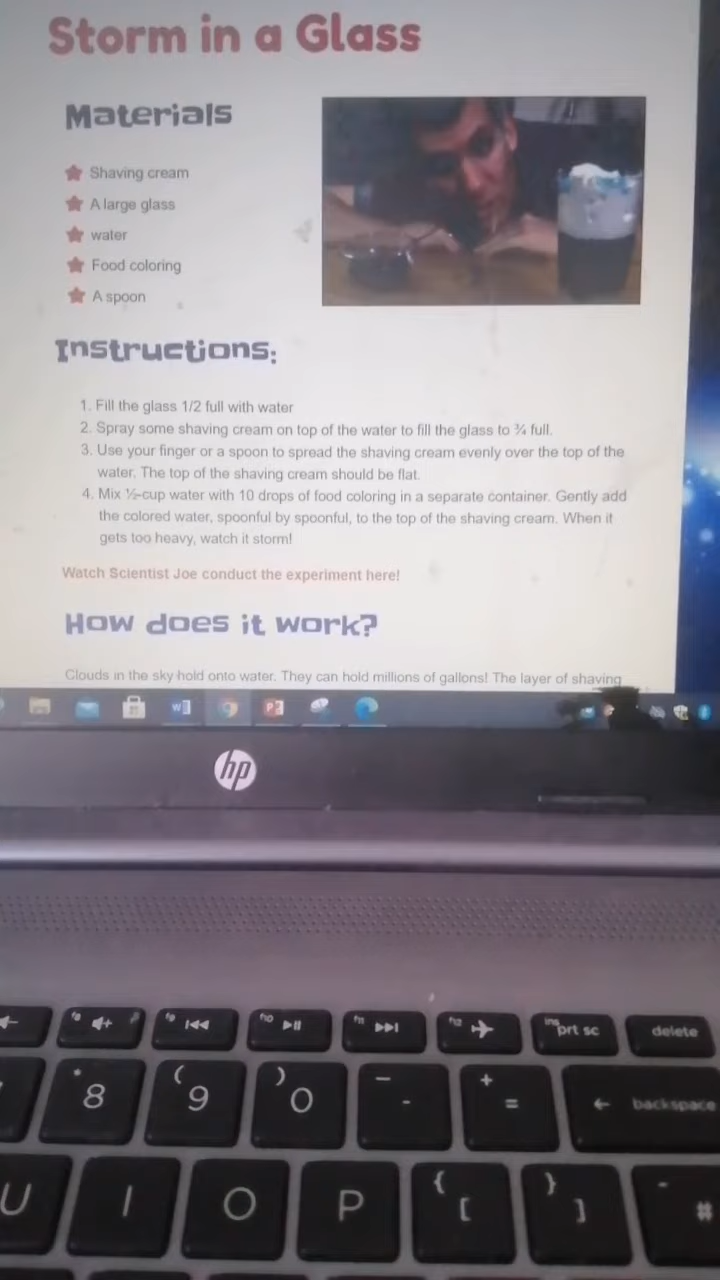 Storm in a Glass
Materials
Shaving cream
A large glass
water
Food coloring
A spoon
Instructions:
1. Fill the glass 1/2 full with water
2. Spray some shaving cream on top of the water to fill the glass to ¾ full.
3. Use your finger or a spoon to spread the shaving cream evenly over the top of the
water. The top of the shaving cream should be flat.
4. Mix ½-cup water with 10 drops of food coloring in a separate container. Gently add
the colored water, spoonful by spoonful, to the top of the shaving cream. When it
gets too heavy, watch it storm!
Watch Scientist Joe conduct the experiment here!
How does it work?
Clouds in the sky hold onto water. They can hold millions of gallons! The layer of shaving
hp
f8 + f9 f10 f11 f12 ins prt sc delete
* 8 ( 9 ) 0 _ - + = ← backspace
U I O P { [ } ] #